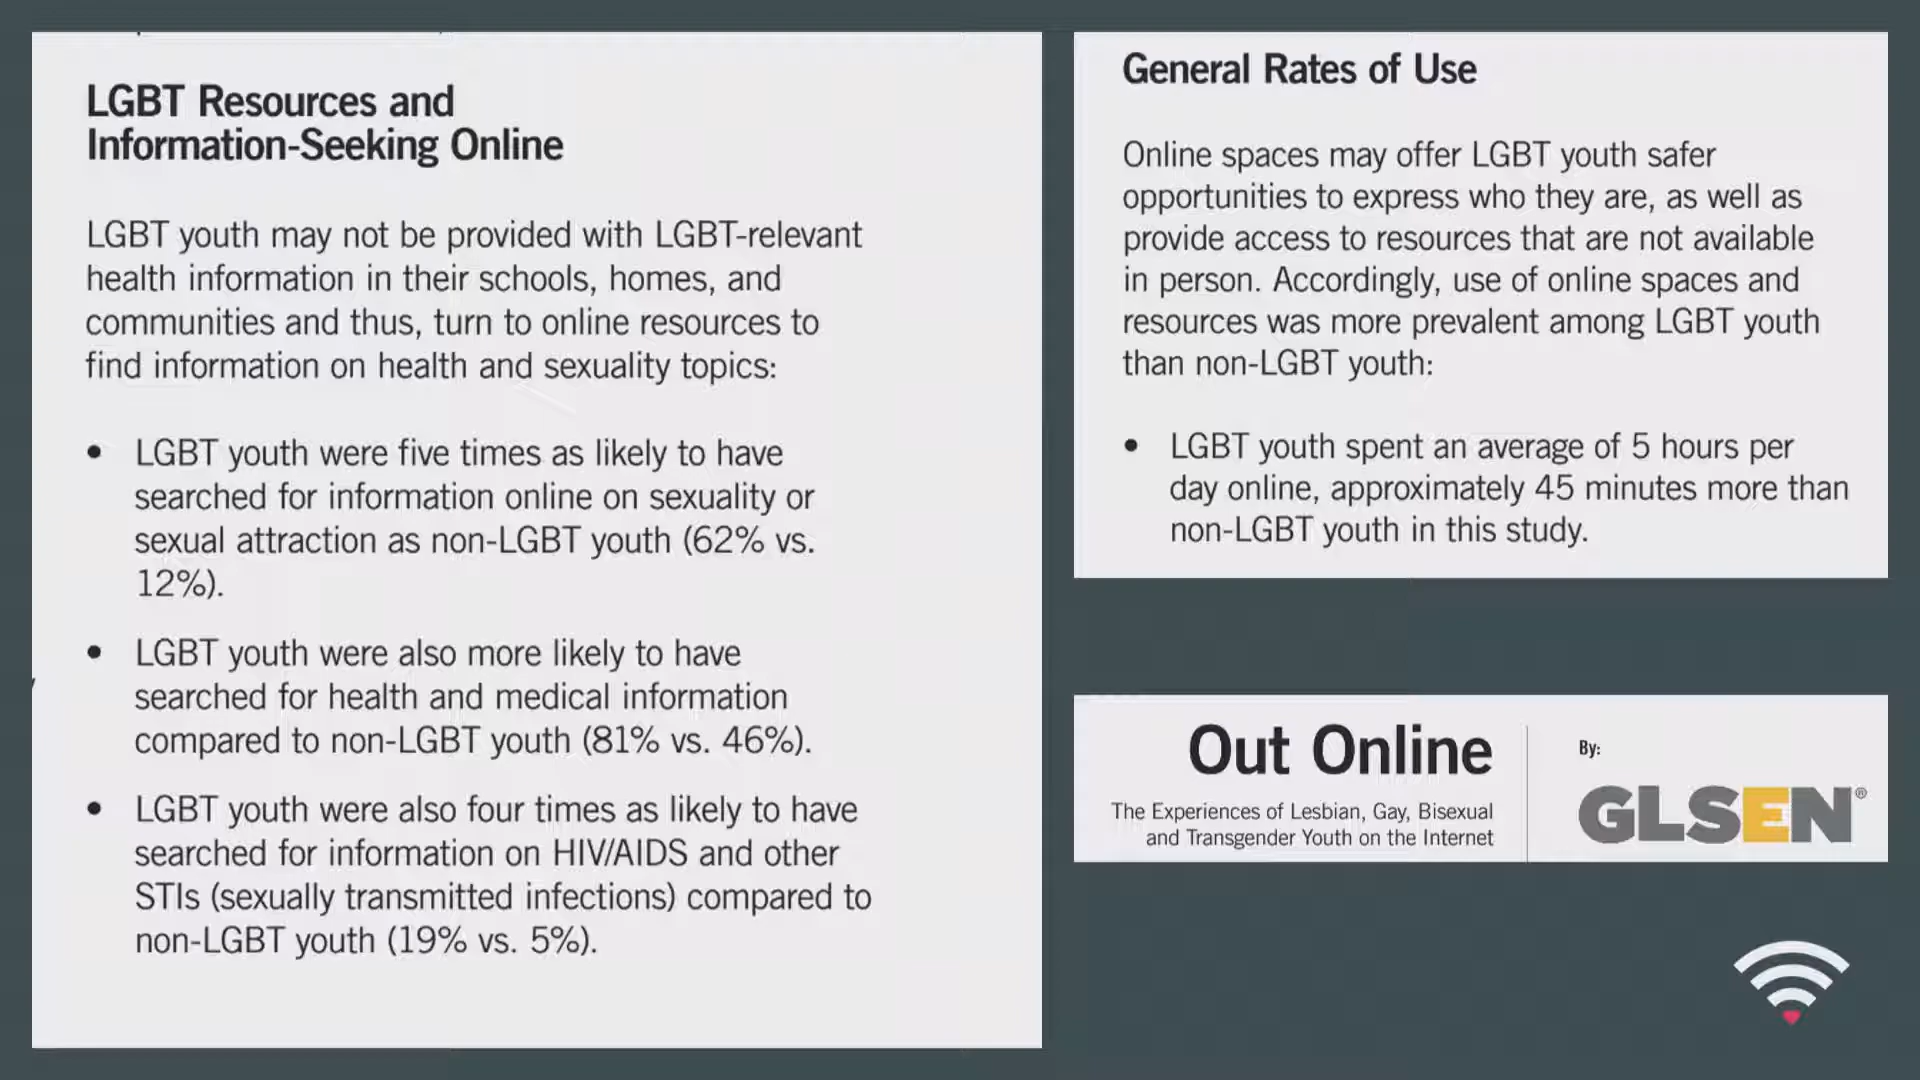 LGBT Resources and
Information-Seeking Online
LGBT youth may not be provided with LGBT-relevant
health information in their schools, homes, and
communities and thus, turn to online resources to
find information on health and sexuality topics:
• LGBT youth were five times as likely to have
searched for information online on sexuality or
sexual attraction as non-LGBT youth (62% vs.
12%).
• LGBT youth were also more likely to have
searched for health and medical information
compared to non-LGBT youth (81% vs. 46%).
• LGBT youth were also four times as likely to have
searched for information on HIV/AIDS and other
STIs (sexually transmitted infections) compared to
non-LGBT youth (19% vs. 5%).
General Rates of Use
Online spaces may offer LGBT youth safer
opportunities to express who they are, as well as
provide access to resources that are not available
in person. Accordingly, use of online spaces and
resources was more prevalent among LGBT youth
than non-LGBT youth:
• LGBT youth spent an average of 5 hours per
day online, approximately 45 minutes more than
non-LGBT youth in this study.
Out Online
The Experiences of Lesbian, Gay, Bisexual
and Transgender Youth on the Internet
By:
GLSEN®